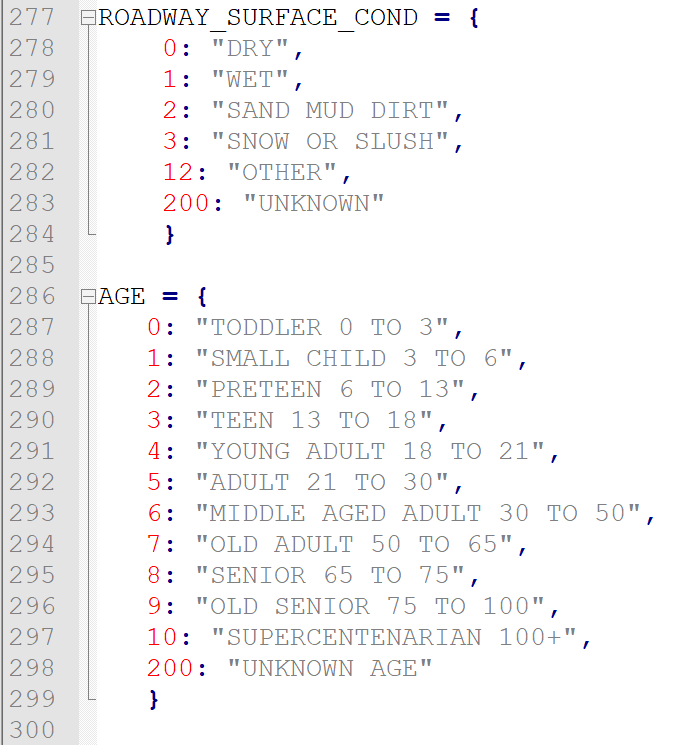 277 ROADWAY_SURFACE_COND = {
278 0: "DRY",
279 1: "WET",
280 2: "SAND MUD DIRT",
281 3: "SNOW OR SLUSH",
282 12: "OTHER",
283 200: "UNKNOWN"
284 }
285
286 AGE = {
287 0: "TODDLER 0 TO 3",
288 1: "SMALL CHILD 3 TO 6",
289 2: "PRETEEN 6 TO 13",
290 3: "TEEN 13 TO 18",
291 4: "YOUNG ADULT 18 TO 21",
292 5: "ADULT 21 TO 30",
293 6: "MIDDLE AGED ADULT 30 TO 50",
294 7: "OLD ADULT 50 TO 65",
295 8: "SENIOR 65 TO 75",
296 9: "OLD SENIOR 75 TO 100",
297 10: "SUPERCENTENARIAN 100+",
298 200: "UNKNOWN AGE"
299 }
300